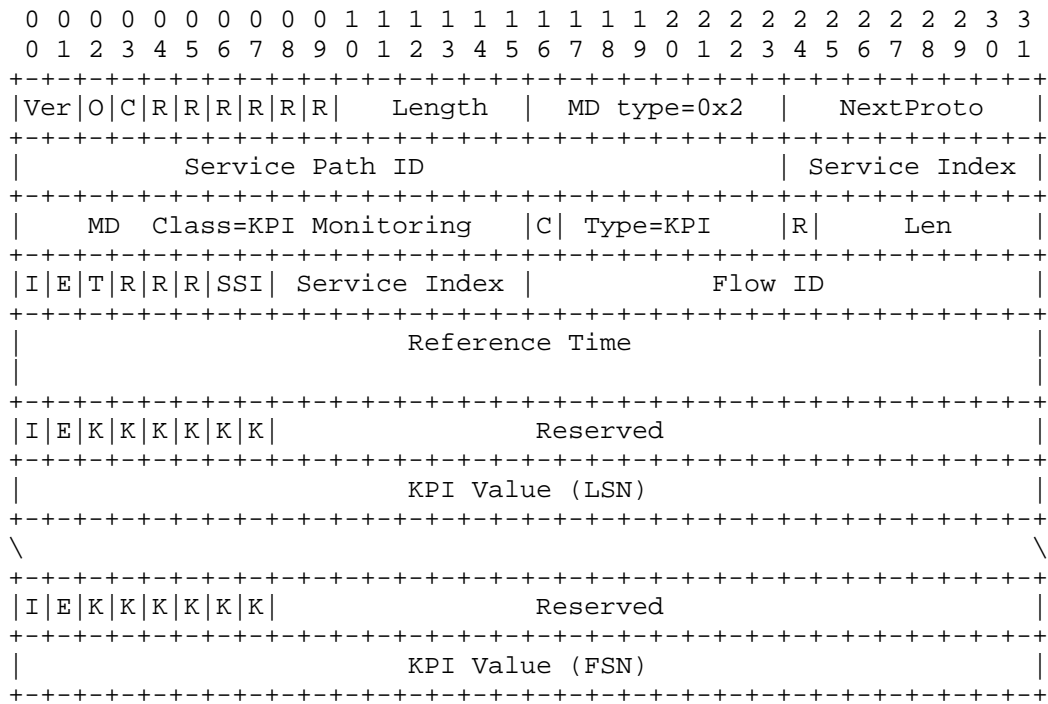 0 0 0 0 0 0 0 0 0 0 1 1 1 1 1 1 1 1 1 1 2 2 2 2 2 2 2 2 2 2 3 3
 0 1 2 3 4 5 6 7 8 9 0 1 2 3 4 5 6 7 8 9 0 1 2 3 4 5 6 7 8 9 0 1
+-+-+-+-+-+-+-+-+-+-+-+-+-+-+-+-+-+-+-+-+-+-+-+-+-+-+-+-+-+-+-+-+
|Ver|O|C|R|R|R|R|R|R|   Length  |  MD type=0x2  |   NextProto   |
+-+-+-+-+-+-+-+-+-+-+-+-+-+-+-+-+-+-+-+-+-+-+-+-+-+-+-+-+-+-+-+-+
|          Service Path ID                      | Service Index |
+-+-+-+-+-+-+-+-+-+-+-+-+-+-+-+-+-+-+-+-+-+-+-+-+-+-+-+-+-+-+-+-+
|    MD  Class=KPI Monitoring   |C| Type=KPI    |R|     Len     |
+-+-+-+-+-+-+-+-+-+-+-+-+-+-+-+-+-+-+-+-+-+-+-+-+-+-+-+-+-+-+-+-+
|I|E|T|R|R|R|SSI| Service Index |           Flow ID             |
+-+-+-+-+-+-+-+-+-+-+-+-+-+-+-+-+-+-+-+-+-+-+-+-+-+-+-+-+-+-+-+-+
|                        Reference Time                         |
|                                                               |
+-+-+-+-+-+-+-+-+-+-+-+-+-+-+-+-+-+-+-+-+-+-+-+-+-+-+-+-+-+-+-+-+
|I|E|K|K|K|K|K|K|                Reserved                       |
+-+-+-+-+-+-+-+-+-+-+-+-+-+-+-+-+-+-+-+-+-+-+-+-+-+-+-+-+-+-+-+-+
|                        KPI Value (LSN)                        |
+-+-+-+-+-+-+-+-+-+-+-+-+-+-+-+-+-+-+-+-+-+-+-+-+-+-+-+-+-+-+-+-+
\                                                               \
+-+-+-+-+-+-+-+-+-+-+-+-+-+-+-+-+-+-+-+-+-+-+-+-+-+-+-+-+-+-+-+-+
|I|E|K|K|K|K|K|K|                Reserved                       |
+-+-+-+-+-+-+-+-+-+-+-+-+-+-+-+-+-+-+-+-+-+-+-+-+-+-+-+-+-+-+-+-+
|                        KPI Value (FSN)                        |
+-+-+-+-+-+-+-+-+-+-+-+-+-+-+-+-+-+-+-+-+-+-+-+-+-+-+-+-+-+-+-+-+